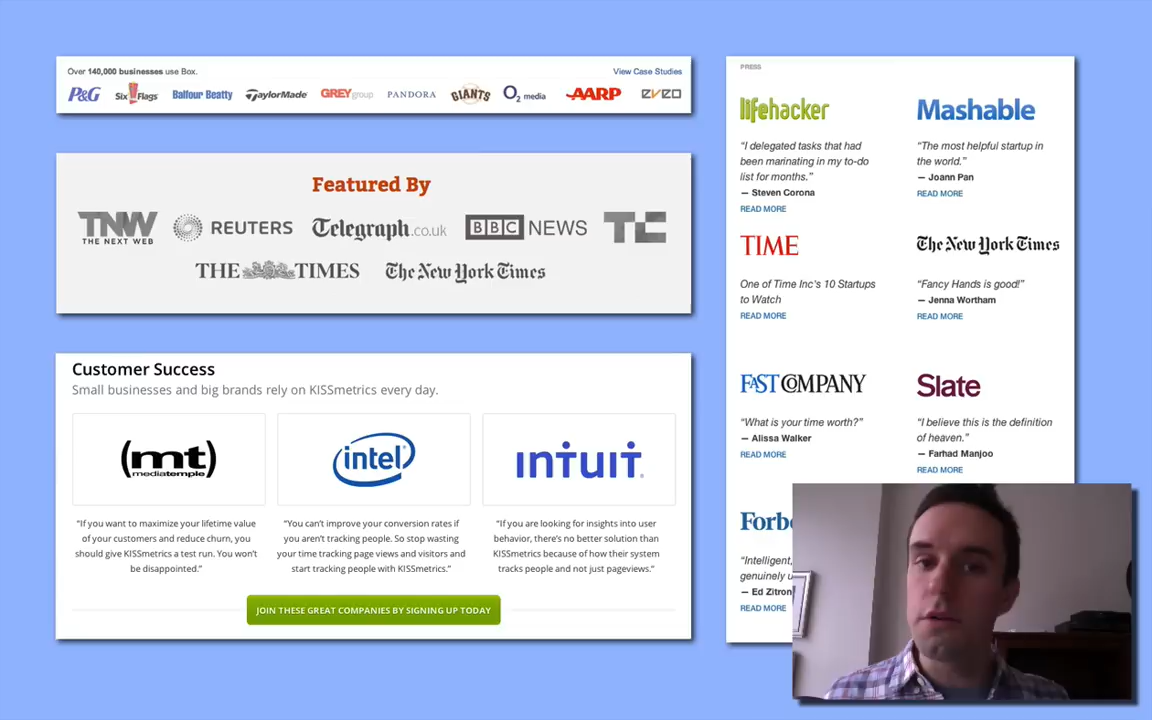 Over 140,000 businesses use Box.
View Case Studies
P&G
Six Flags
Balfour Beatty
TaylorMade
GREYgroup
PANDORA
GIANTS
O2 media
AARP
eveo
Featured By
TNW
THE NEXT WEB
REUTERS
Telegraph.co.uk
BBC NEWS
TC
THE TIMES
The New York Times
Customer Success
Small businesses and big brands rely on KISSmetrics every day.
(mt)
mediatemple
intel
intuit
“If you want to maximize your lifetime value
of your customers and reduce churn, you
should give KISSmetrics a test run. You won’t
be disappointed.”
“You can’t improve your conversion rates if
you aren’t tracking people. So stop wasting
your time tracking page views and visitors and
start tracking people with KISSmetrics.”
“If you are looking for insights into user
behavior, there’s no better solution than
KISSmetrics because of how their system
tracks people and not just pageviews.”
JOIN THESE GREAT COMPANIES BY SIGNING UP TODAY
PRESS
lifehacker
“I delegated tasks that had
been marinating in my to-do
list for months.”
— Steven Corona
READ MORE
Mashable
“The most helpful startup in
the world.”
— Joann Pan
READ MORE
TIME
One of Time Inc’s 10 Startups
to Watch
READ MORE
The New York Times
“Fancy Hands is good!”
— Jenna Wortham
READ MORE
FAST COMPANY
“What is your time worth?”
— Alissa Walker
READ MORE
Slate
“I believe this is the definition
of heaven.”
— Farhad Manjoo
READ MORE
Forb
“Intelligent,
genuinely
— Ed Zitron
READ MORE